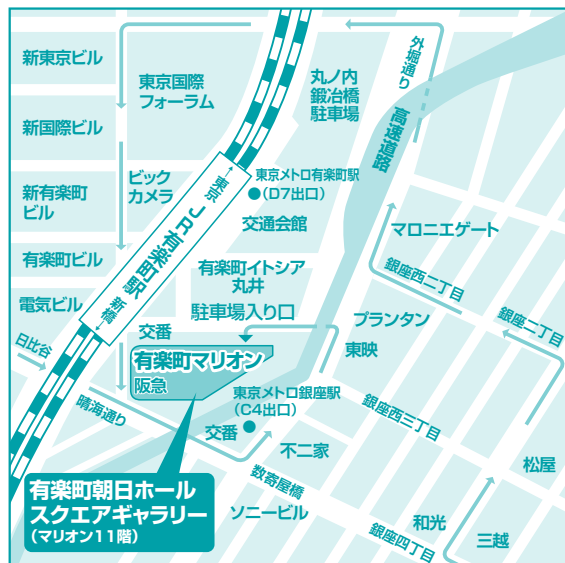 外堀通り
新東京ビル
東京国際
フォーラム
丸ノ内
鍛冶橋
駐車場
高速道路
新国際ビル
ビック
カメラ
東京メトロ有楽町駅
(D7出口)
新有楽町
ビル
←東京 JR有楽町駅 新橋→
交通会館
マロニエゲート
有楽町ビル
有楽町イトシア
丸井
銀座西二丁目
電気ビル
駐車場入り口
プランタン
銀座二丁目
交番
日比谷
有楽町マリオン
阪急
東映
東京メトロ銀座駅
(C4出口)
晴海通り
銀座西三丁目
交番
不二家
松屋
有楽町朝日ホール
スクエアギャラリー
(マリオン11階)
数寄屋橋
ソニービル
和光
銀座四丁目
三越